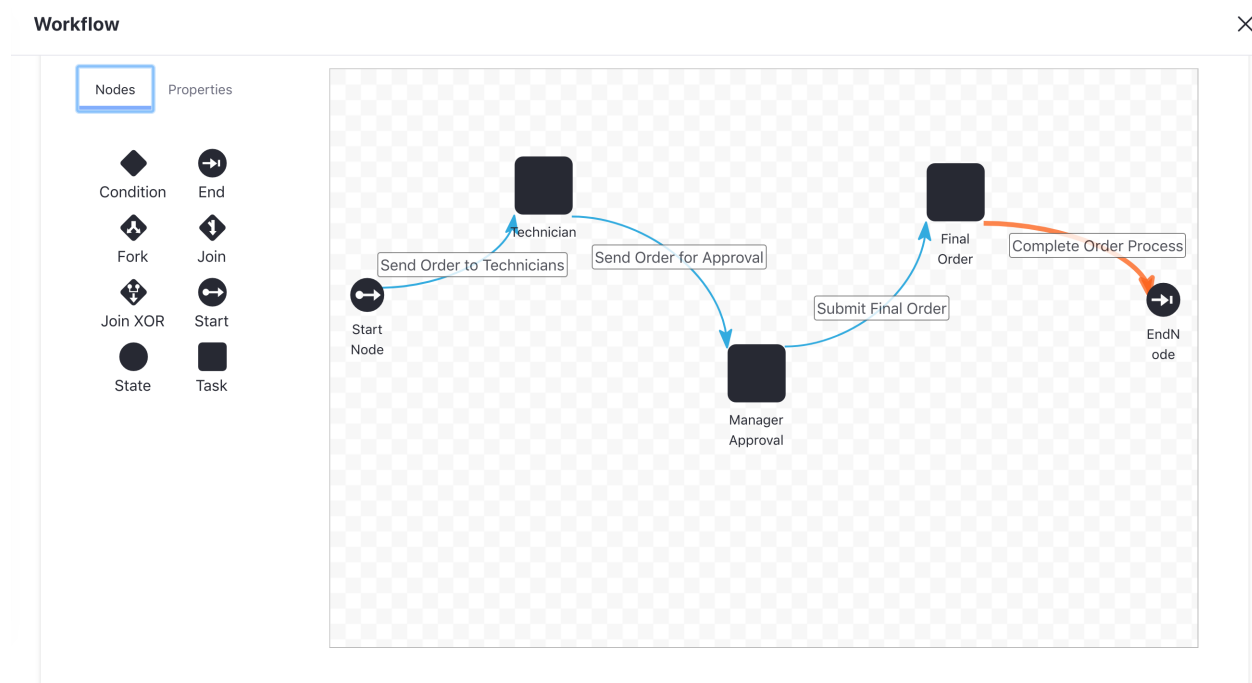 Workflow
Nodes
Properties
Condition
End
Fork
Join
Join XOR
Start
State
Task
Technician
Final
Order
Send Order to Technicians
Send Order for Approval
Complete Order Process
Submit Final Order
Start
Node
EndN
ode
Manager
Approval